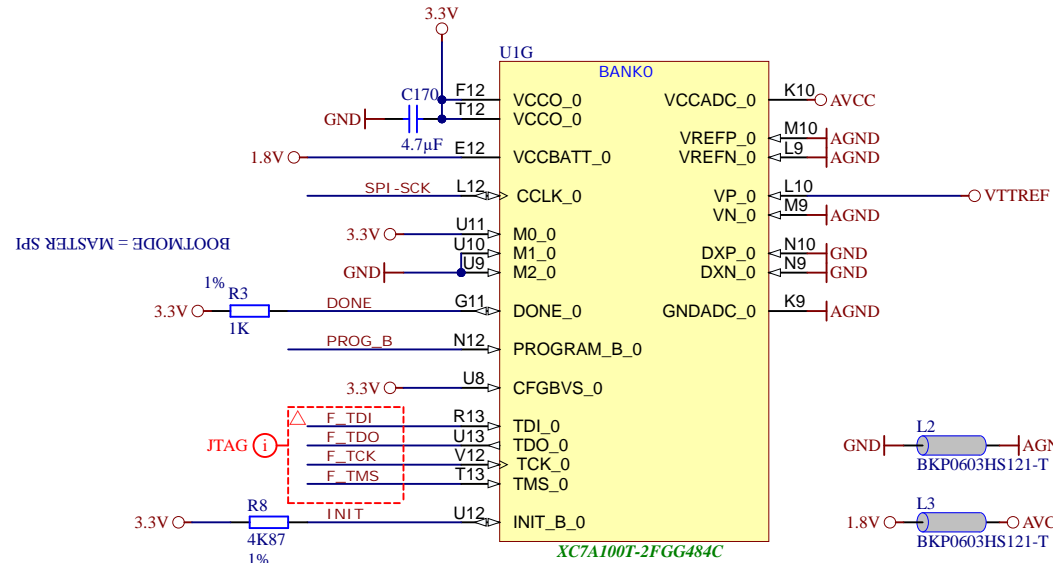 3.3V
U1G
BANK0
C170
F12
VCCO_0
VCCADC_0
K10
AVCC
GND
T12
VCCO_0
4.7µF
VREFP_0
M10
AGND
1.8V
E12
VCCBATT_0
VREFN_0
L9
AGND
SPI-SCK
L12
CCLK_0
VP_0
L10
VTTREF
VN_0
M9
AGND
3.3V
U11
M0_0
BOOTMODE = MASTER SPI
U10
M1_0
DXP_0
N10
GND
GND
U9
M2_0
DXN_0
N9
GND
1%
R3
3.3V
DONE
G11
DONE_0
GNDADC_0
K9
AGND
1K
PROG_B
N12
PROGRAM_B_0
3.3V
U8
CFGBVS_0
JTAG
i
F_TDI
R13
TDI_0
F_TDO
U13
TDO_0
F_TCK
V12
TCK_0
F_TMS
T13
TMS_0
L2
GND
BKP0603HS121-T
R8
3.3V
INIT
U12
INIT_B_0
4K87
1%
L3
1.8V
BKP0603HS121-T
XC7A100T-2FGG484C